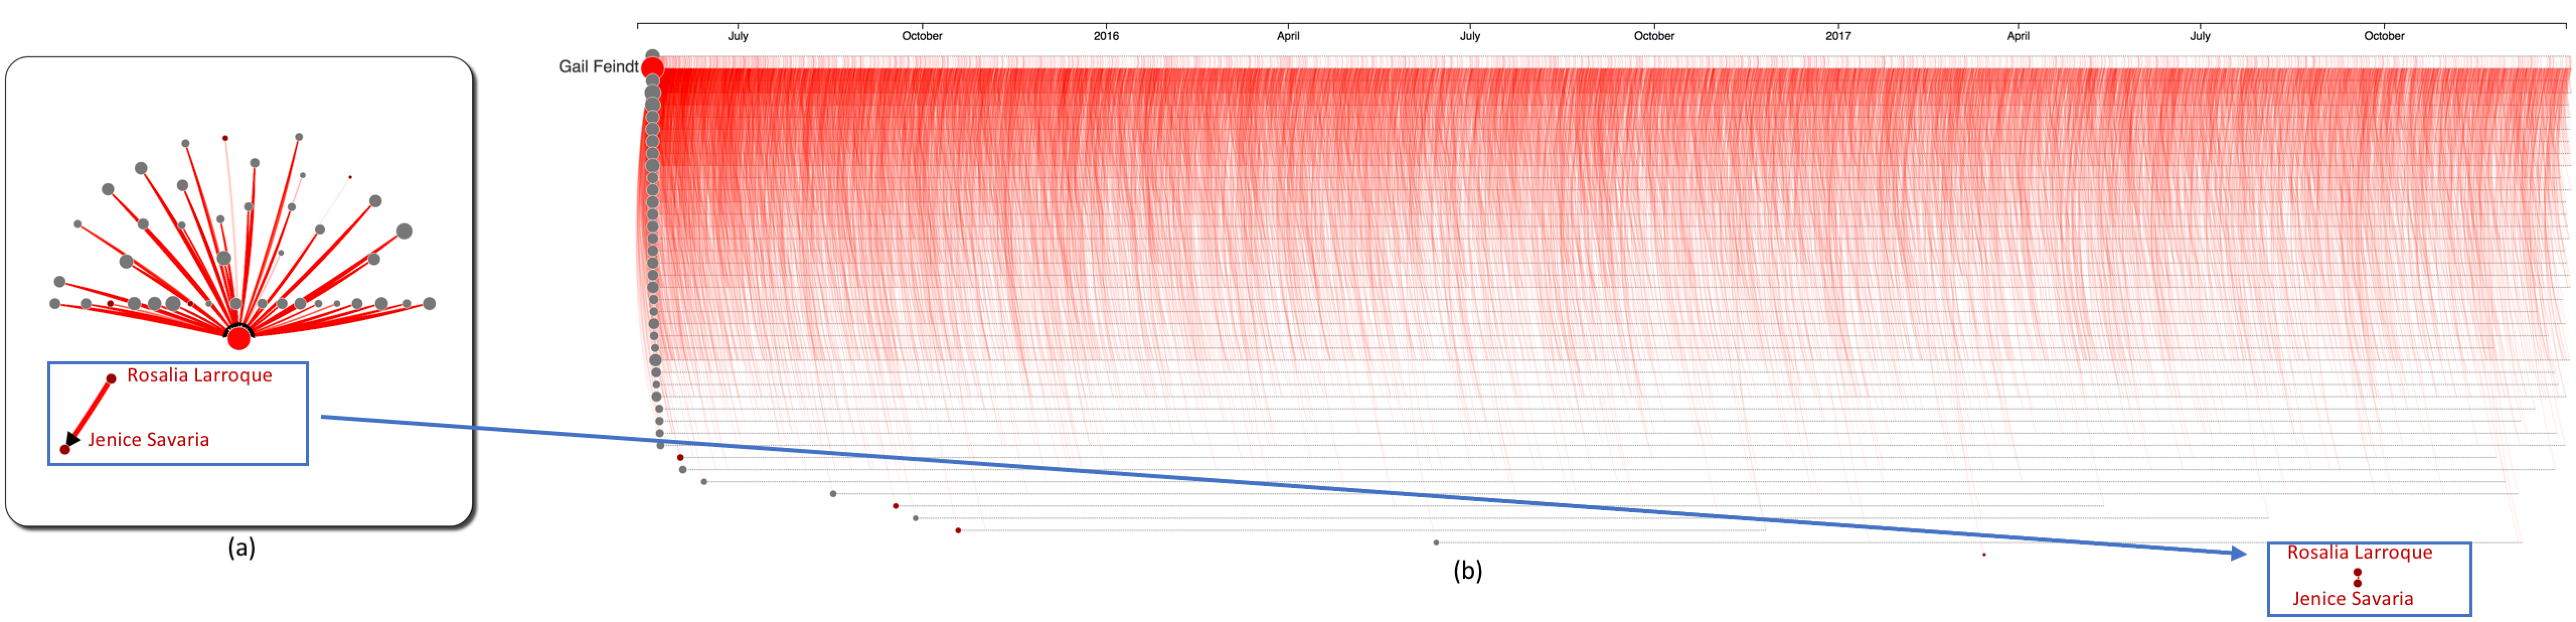 July October 2016 April July October 2017 April July October
Gail Feindt
Rosalia Larroque
Jenice Savaria
(a)
Rosalia Larroque
Jenice Savaria
(b)